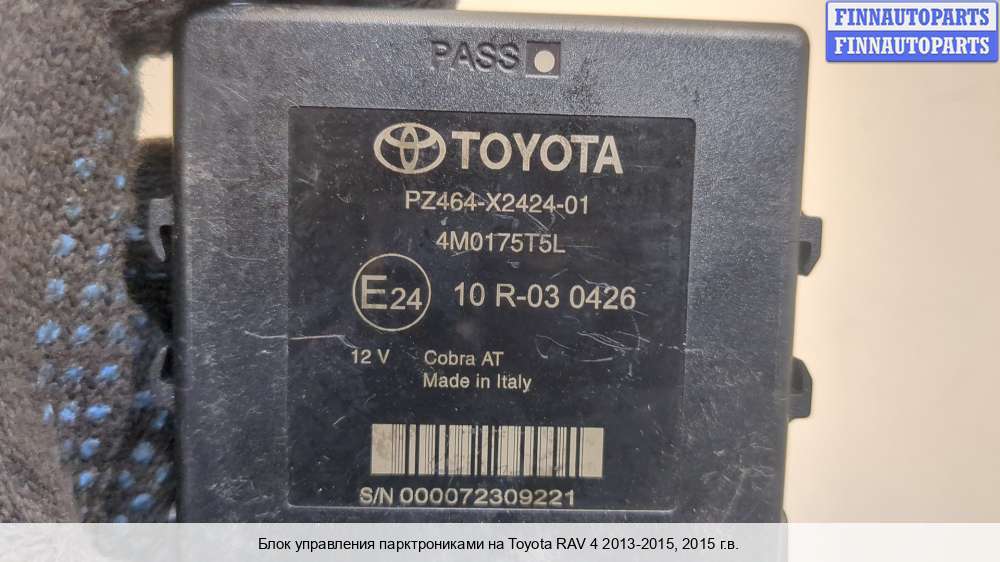 FINNAUTOPARTS
FINNAUTOPARTS
PASS
TOYOTA
PZ464-X2424-01
4M0175T5L
E24 10 R-03 0426
12 V Cobra AT
Made in Italy
S/N 000072309221
Блок управления парктрониками на Toyota RAV 4 2013-2015, 2015 г.в.